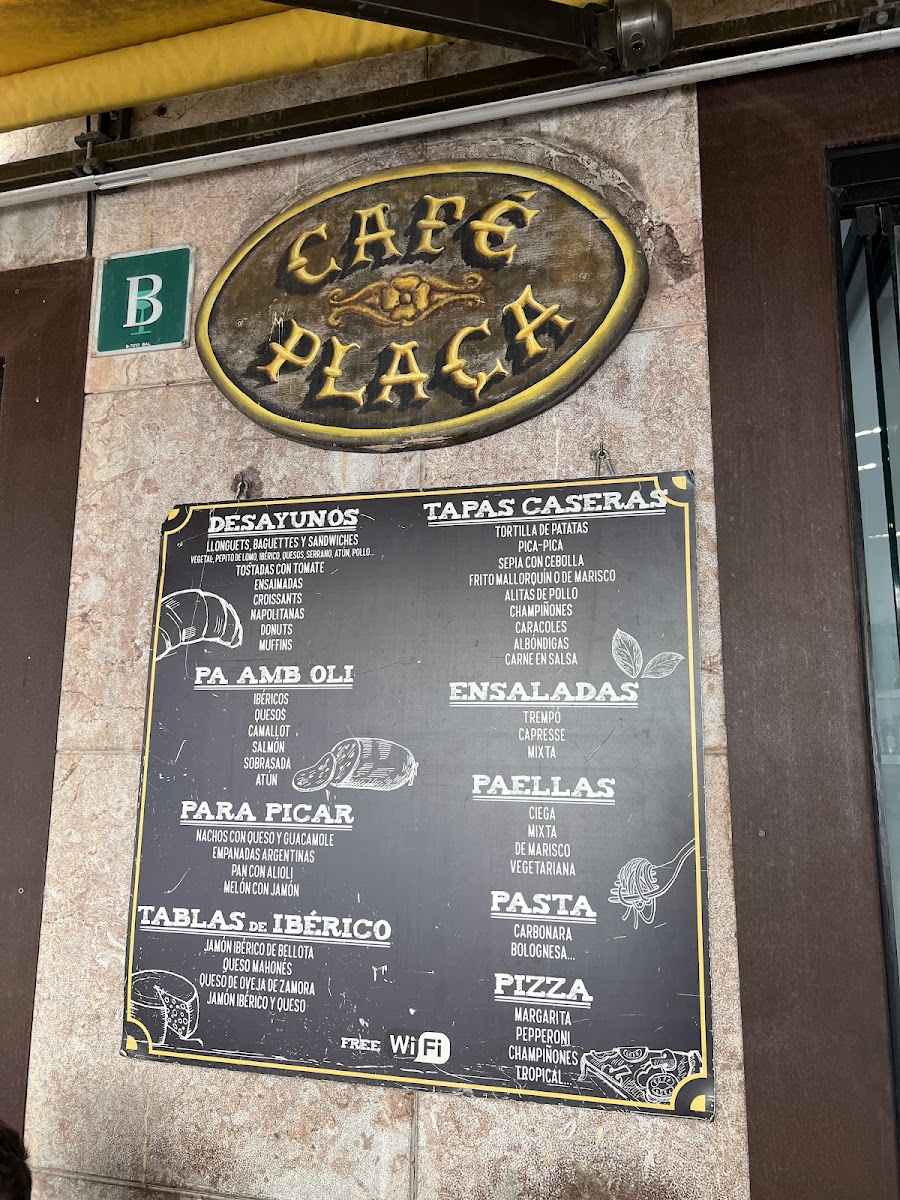 CAFÉ
PLAÇA
B
B-7213 BAL
DESAYUNOS
LLONGUETS, BAGUETTES Y SANDWICHES
VEGETAL, PEPITO DE LOMO, IBÉRICO, QUESOS, SERRANO, ATÚN, POLLO...
TOSTADAS CON TOMATE
ENSAIMADAS
CROISSANTS
NAPOLITANAS
DONUTS
MUFFINS
PA AMB OLI
IBÉRICOS
QUESOS
CAMALLOT
SALMÓN
SOBRASADA
ATÚN
PARA PICAR
NACHOS CON QUESO Y GUACAMOLE
EMPANADAS ARGENTINAS
PAN CON ALIOLI
MELÓN CON JAMÓN
TABLAS DE IBÉRICO
JAMÓN IBÉRICO DE BELLOTA
QUESO MAHONÉS
QUESO DE OVEJA DE ZAMORA
JAMÓN IBÉRICO Y QUESO
TAPAS CASERAS
TORTILLA DE PATATAS
PICA-PICA
SEPIA CON CEBOLLA
FRITO MALLORQUÍN O DE MARISCO
ALITAS DE POLLO
CHAMPIÑONES
CARACOLES
ALBÓNDIGAS
CARNE EN SALSA
ENSALADAS
TREMPÓ
CAPRESSE
MIXTA
PAELLAS
CIEGA
MIXTA
DE MARISCO
VEGETARIANA
PASTA
CARBONARA
BOLOGNESA...
PIZZA
MARGARITA
PEPPERONI
CHAMPIÑONES
TROPICAL...
FREE WiFi